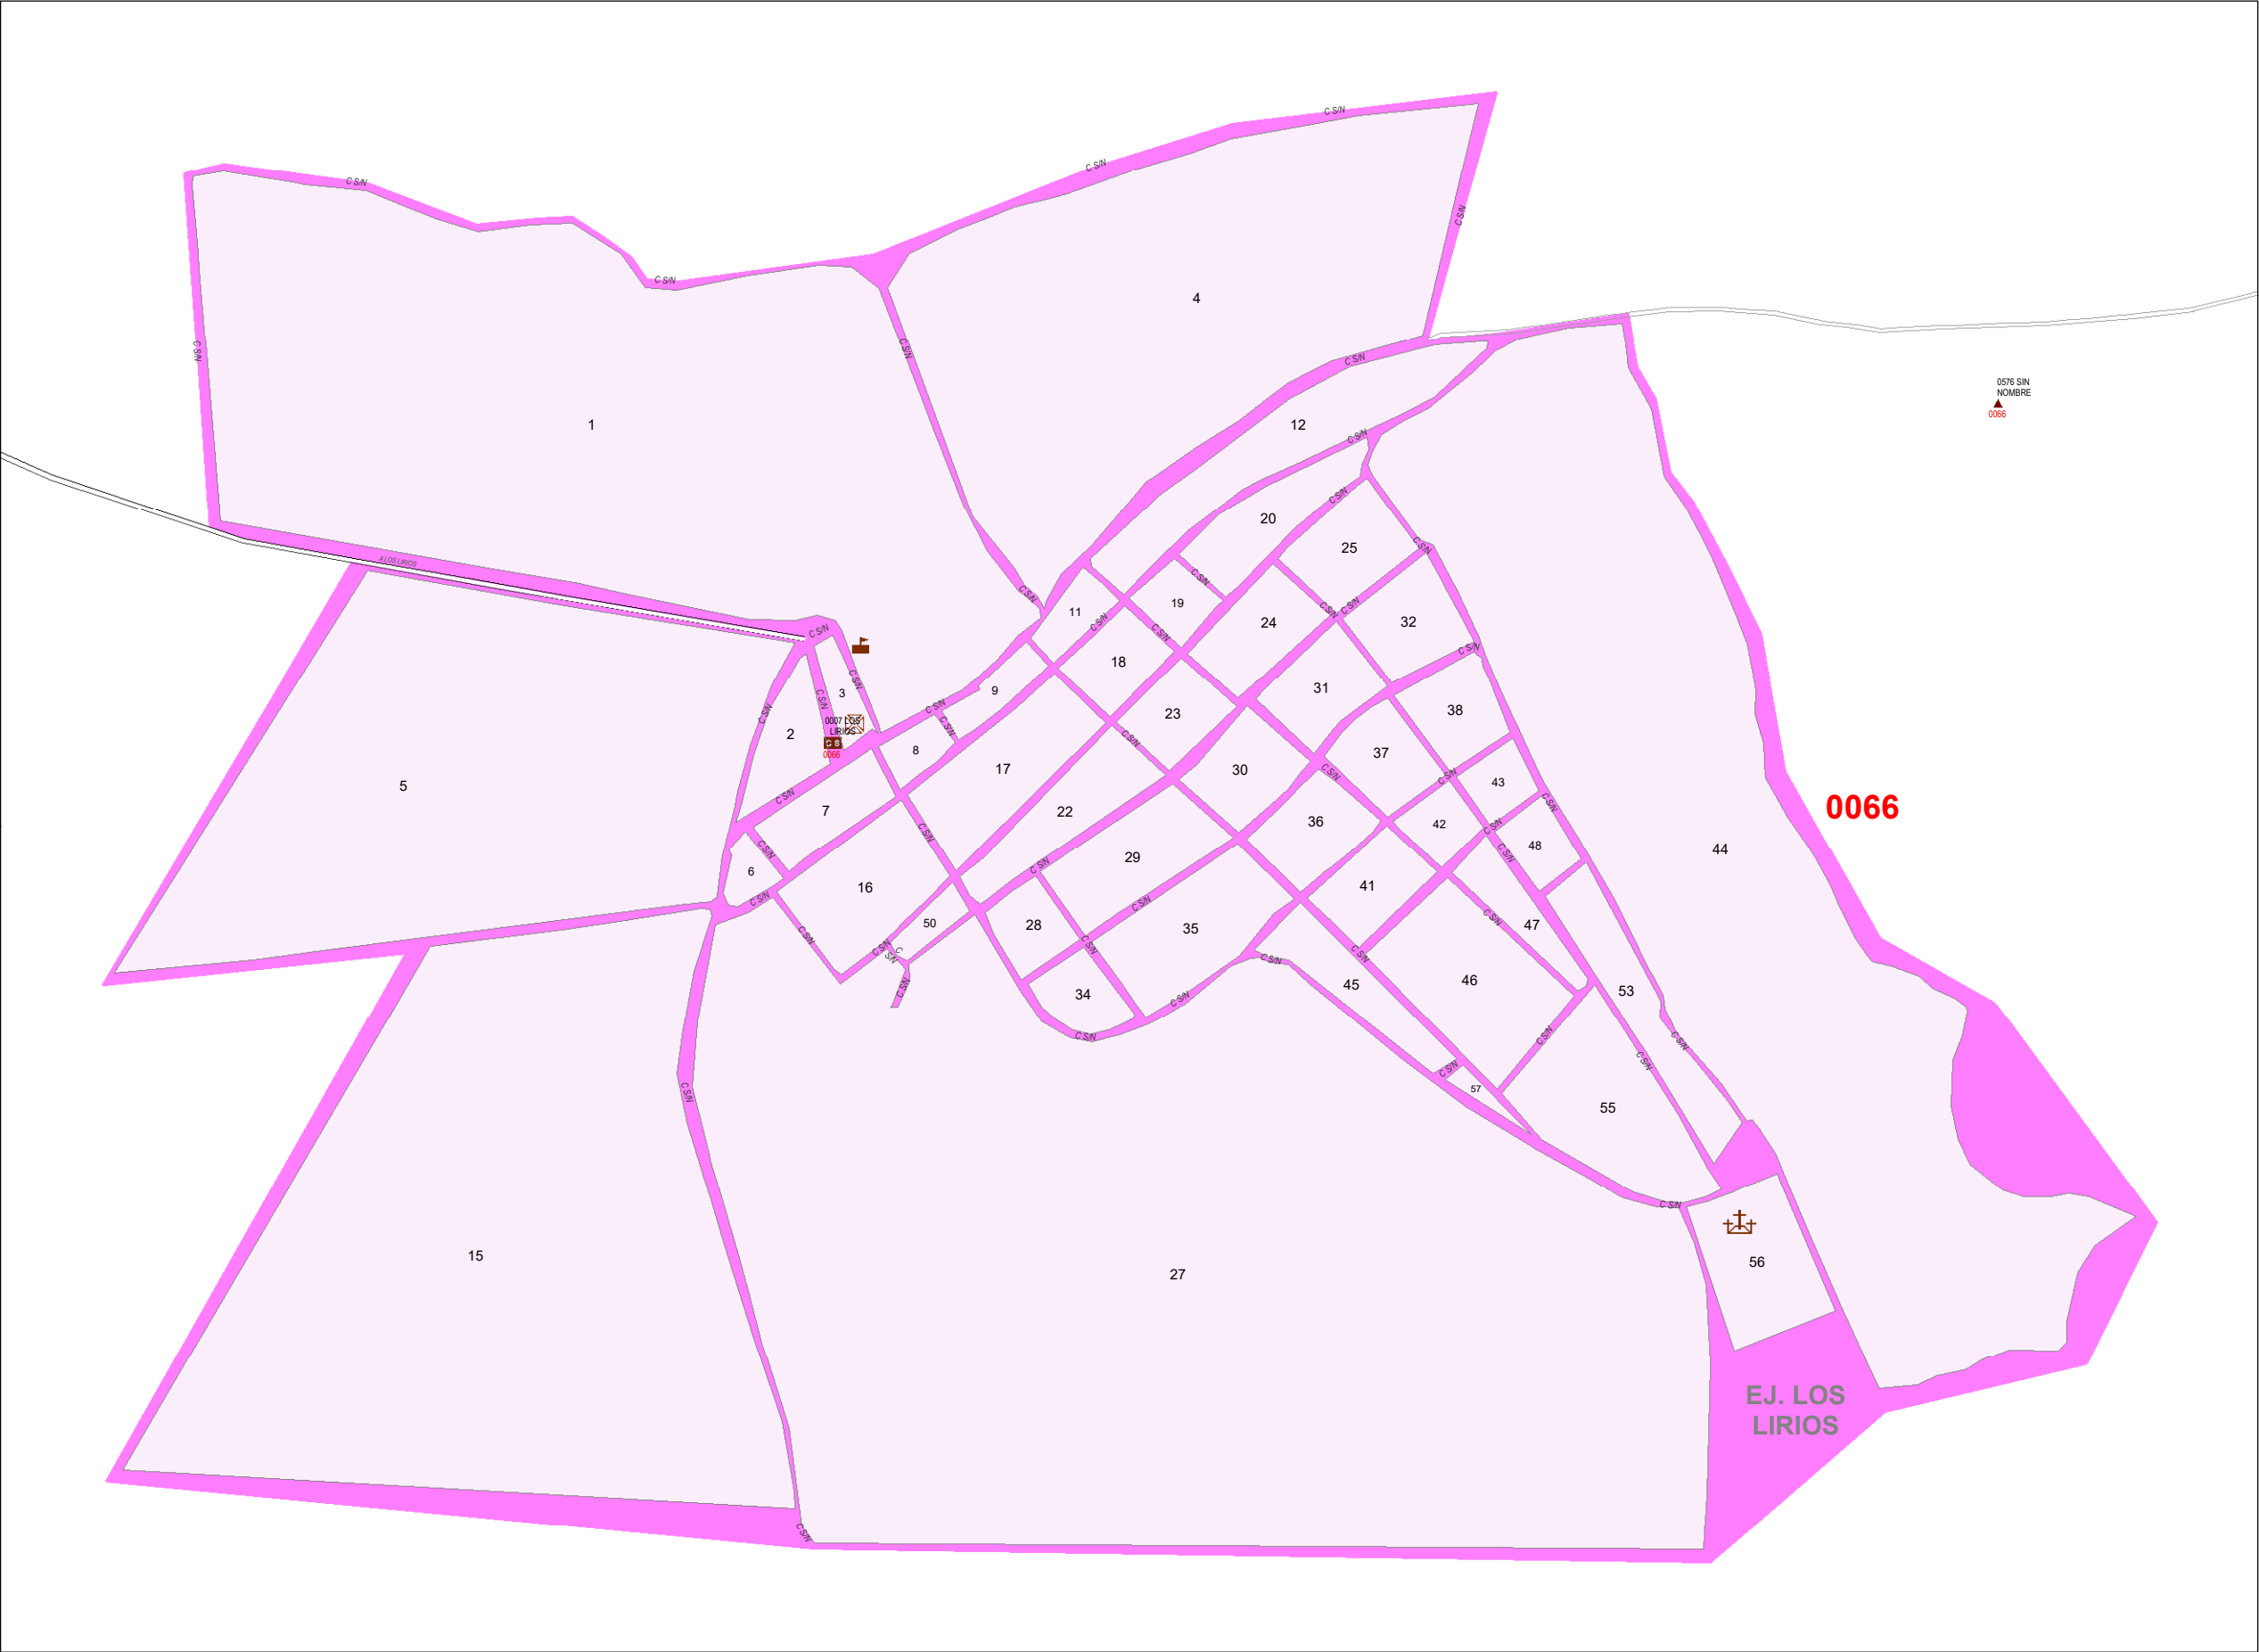 C S/N
C S/N
C S/N
C S/N
C S/N
4
C S/N
C S/N
C S/N
C S/N
0576 SIN
NOMBRE
0066
1
12
C S/N
C S/N
20
25
C S/N
A LOS LIRIOS
C S/N
C S/N
19
11
C S/N
C S/N
C S/N
24
32
C S/N
C S/N
C S/N
18
C S/N
31
9
3
C S/N
C S/N
C S/N
C S/N
38
23
0007 LOS
LIRIOS
C S
0066
2
C S/N
C S/N
8
37
17
30
C S/N
C S/N
43
5
C S/N
C S/N
0066
7
22
36
42
C S/N
C S/N
48
44
C S/N
C S/N
29
C S/N
6
16
41
C S/N
C S/N
50
28
35
C S/N
47
C S/N
C S/N
C S/N
C S/N
C S/N
C S/N
46
45
53
34
C S/N
C S/N
C S/N
C S/N
C S/N
C S/N
C S/N
57
C S/N
55
C S/N
15
56
27
EJ. LOS
LIRIOS
C S/N